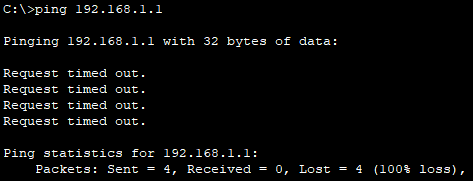 C:\>ping 192.168.1.1
Pinging 192.168.1.1 with 32 bytes of data:
Request timed out.
Request timed out.
Request timed out.
Request timed out.
Ping statistics for 192.168.1.1:
Packets: Sent = 4, Received = 0, Lost = 4 (100% loss),